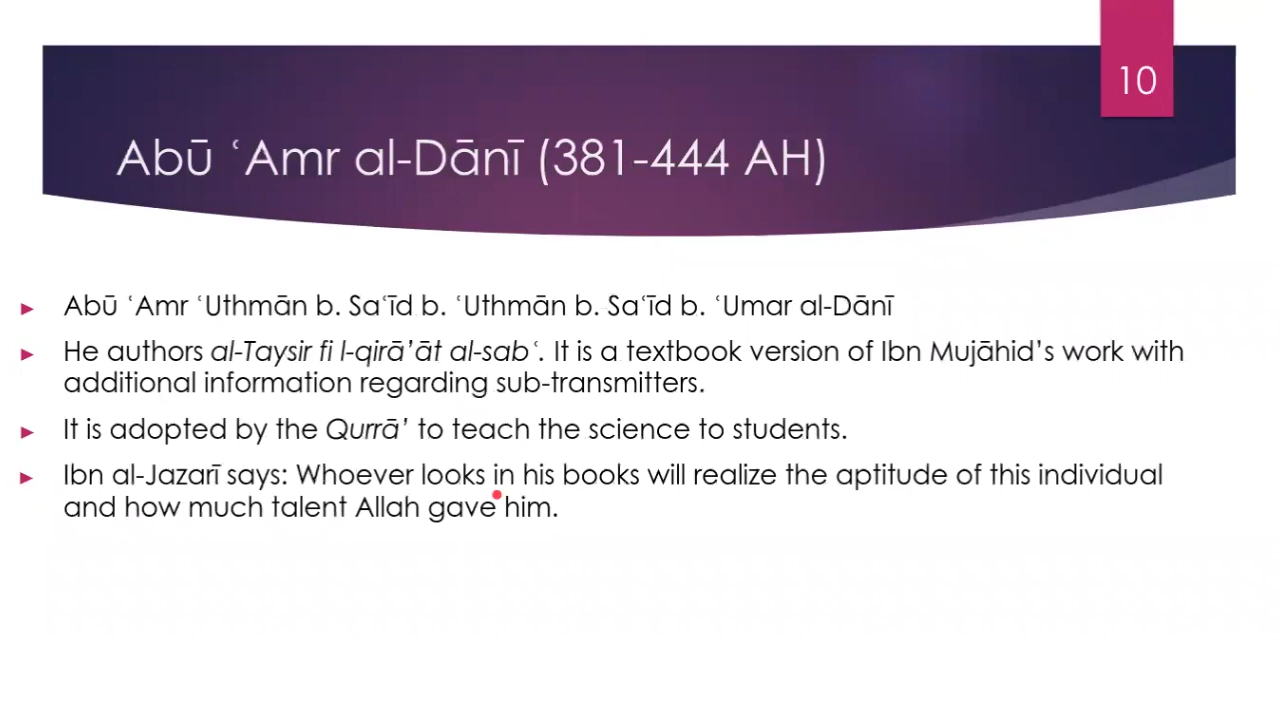 10
Abū ʿAmr al-Dānī (381-444 AH)
Abū ʿAmr ʿUthmān b. Saʿīd b. ʿUthmān b. Saʿīd b. ʿUmar al-Dānī
He authors al-Taysir fi l-qirā’āt al-sabʿ. It is a textbook version of Ibn Mujāhid’s work with
additional information regarding sub-transmitters.
It is adopted by the Qurrā’ to teach the science to students.
Ibn al-Jazarī says: Whoever looks in his books will realize the aptitude of this individual
and how much talent Allah gave him.